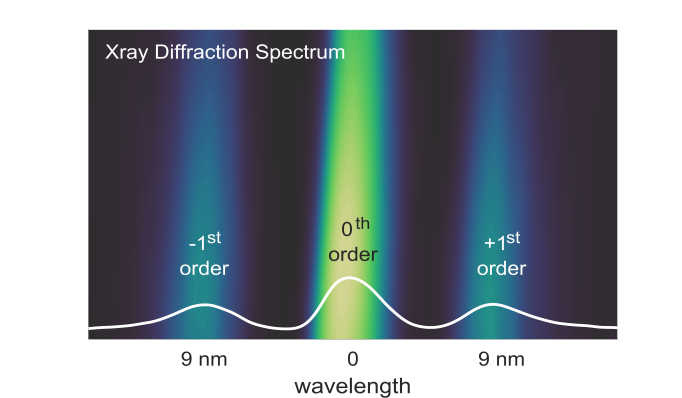 Xray Diffraction Spectrum
0th
order
-1st
order
+1st
order
9 nm
0
9 nm
wavelength